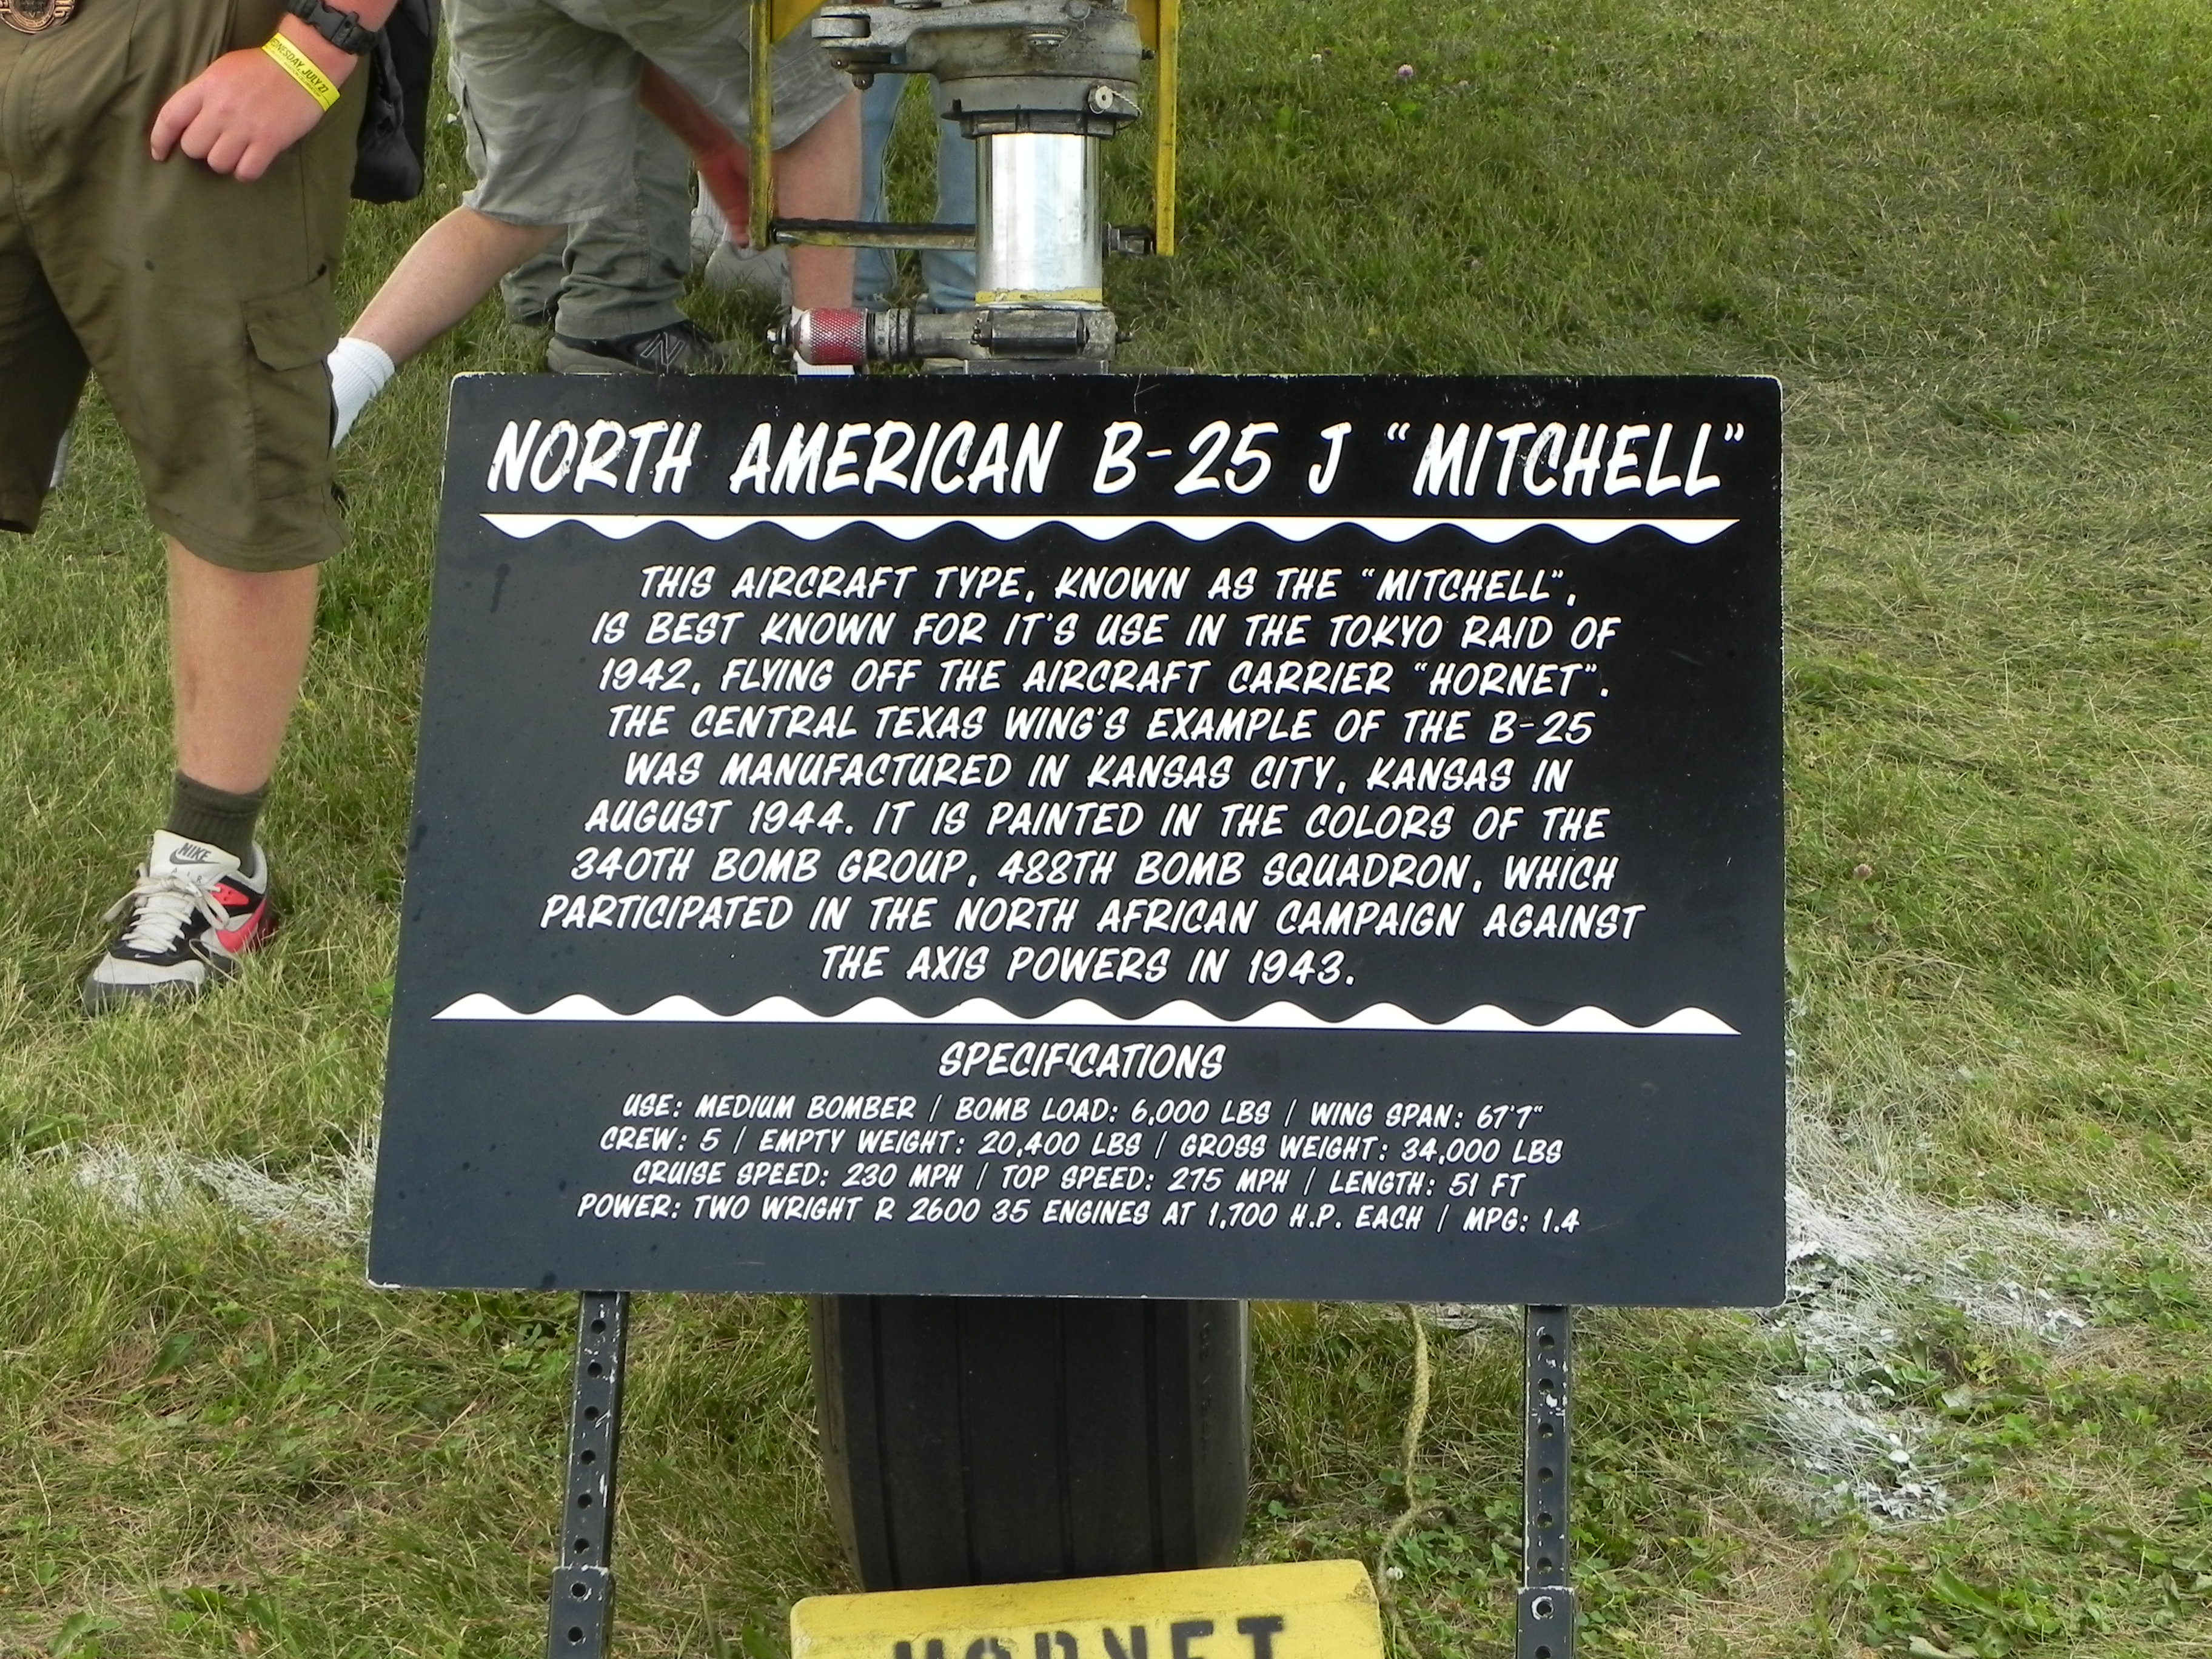 WEDNESDAY, JULY 27
NORTH AMERICAN B-25 J "MITCHELL"
THIS AIRCRAFT TYPE, KNOWN AS THE "MITCHELL",
IS BEST KNOWN FOR IT'S USE IN THE TOKYO RAID OF
1942, FLYING OFF THE AIRCRAFT CARRIER "HORNET".
THE CENTRAL TEXAS WING'S EXAMPLE OF THE B-25
WAS MANUFACTURED IN KANSAS CITY, KANSAS IN
AUGUST 1944. IT IS PAINTED IN THE COLORS OF THE
340TH BOMB GROUP, 488TH BOMB SQUADRON, WHICH
PARTICIPATED IN THE NORTH AFRICAN CAMPAIGN AGAINST
THE AXIS POWERS IN 1943.
SPECIFICATIONS
USE: MEDIUM BOMBER / BOMB LOAD: 6,000 LBS / WING SPAN: 67'7"
CREW: 5 / EMPTY WEIGHT: 20,400 LBS / GROSS WEIGHT: 34,000 LBS
CRUISE SPEED: 230 MPH / TOP SPEED: 275 MPH / LENGTH: 51 FT
POWER: TWO WRIGHT R 2600 35 ENGINES AT 1,700 H.P. EACH / MPG: 1.4
NIKE
AIR
N
HORNET